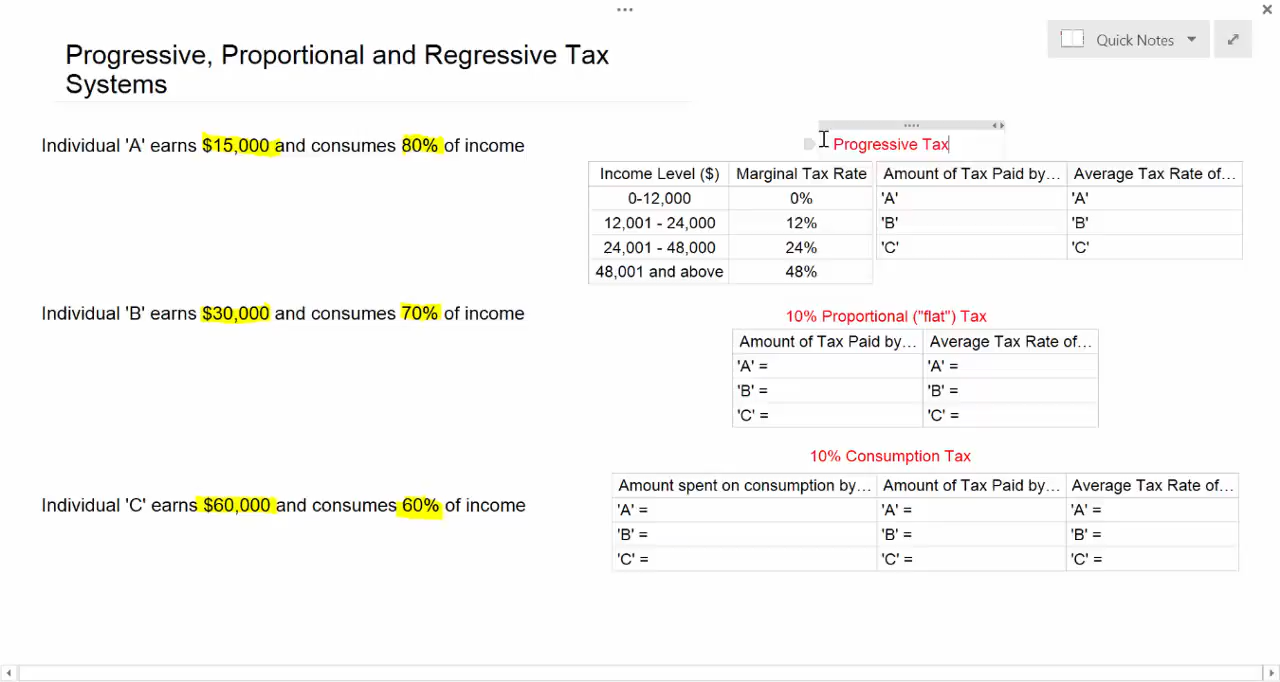 Quick Notes
Progressive, Proportional and Regressive Tax
Systems
Individual 'A' earns $15,000 and consumes 80% of income
Individual 'B' earns $30,000 and consumes 70% of income
Individual 'C' earns $60,000 and consumes 60% of income
Progressive Tax
Income Level ($) Marginal Tax Rate Amount of Tax Paid by... Average Tax Rate of...
0-12,000 0% 'A' 'A'
12,001 - 24,000 12% 'B' 'B'
24,001 - 48,000 24% 'C' 'C'
48,001 and above 48%
10% Proportional ("flat") Tax
Amount of Tax Paid by... Average Tax Rate of...
'A' = 'A' =
'B' = 'B' =
'C' = 'C' =
10% Consumption Tax
Amount spent on consumption by... Amount of Tax Paid by... Average Tax Rate of...
'A' = 'A' = 'A' =
'B' = 'B' = 'B' =
'C' = 'C' = 'C' =